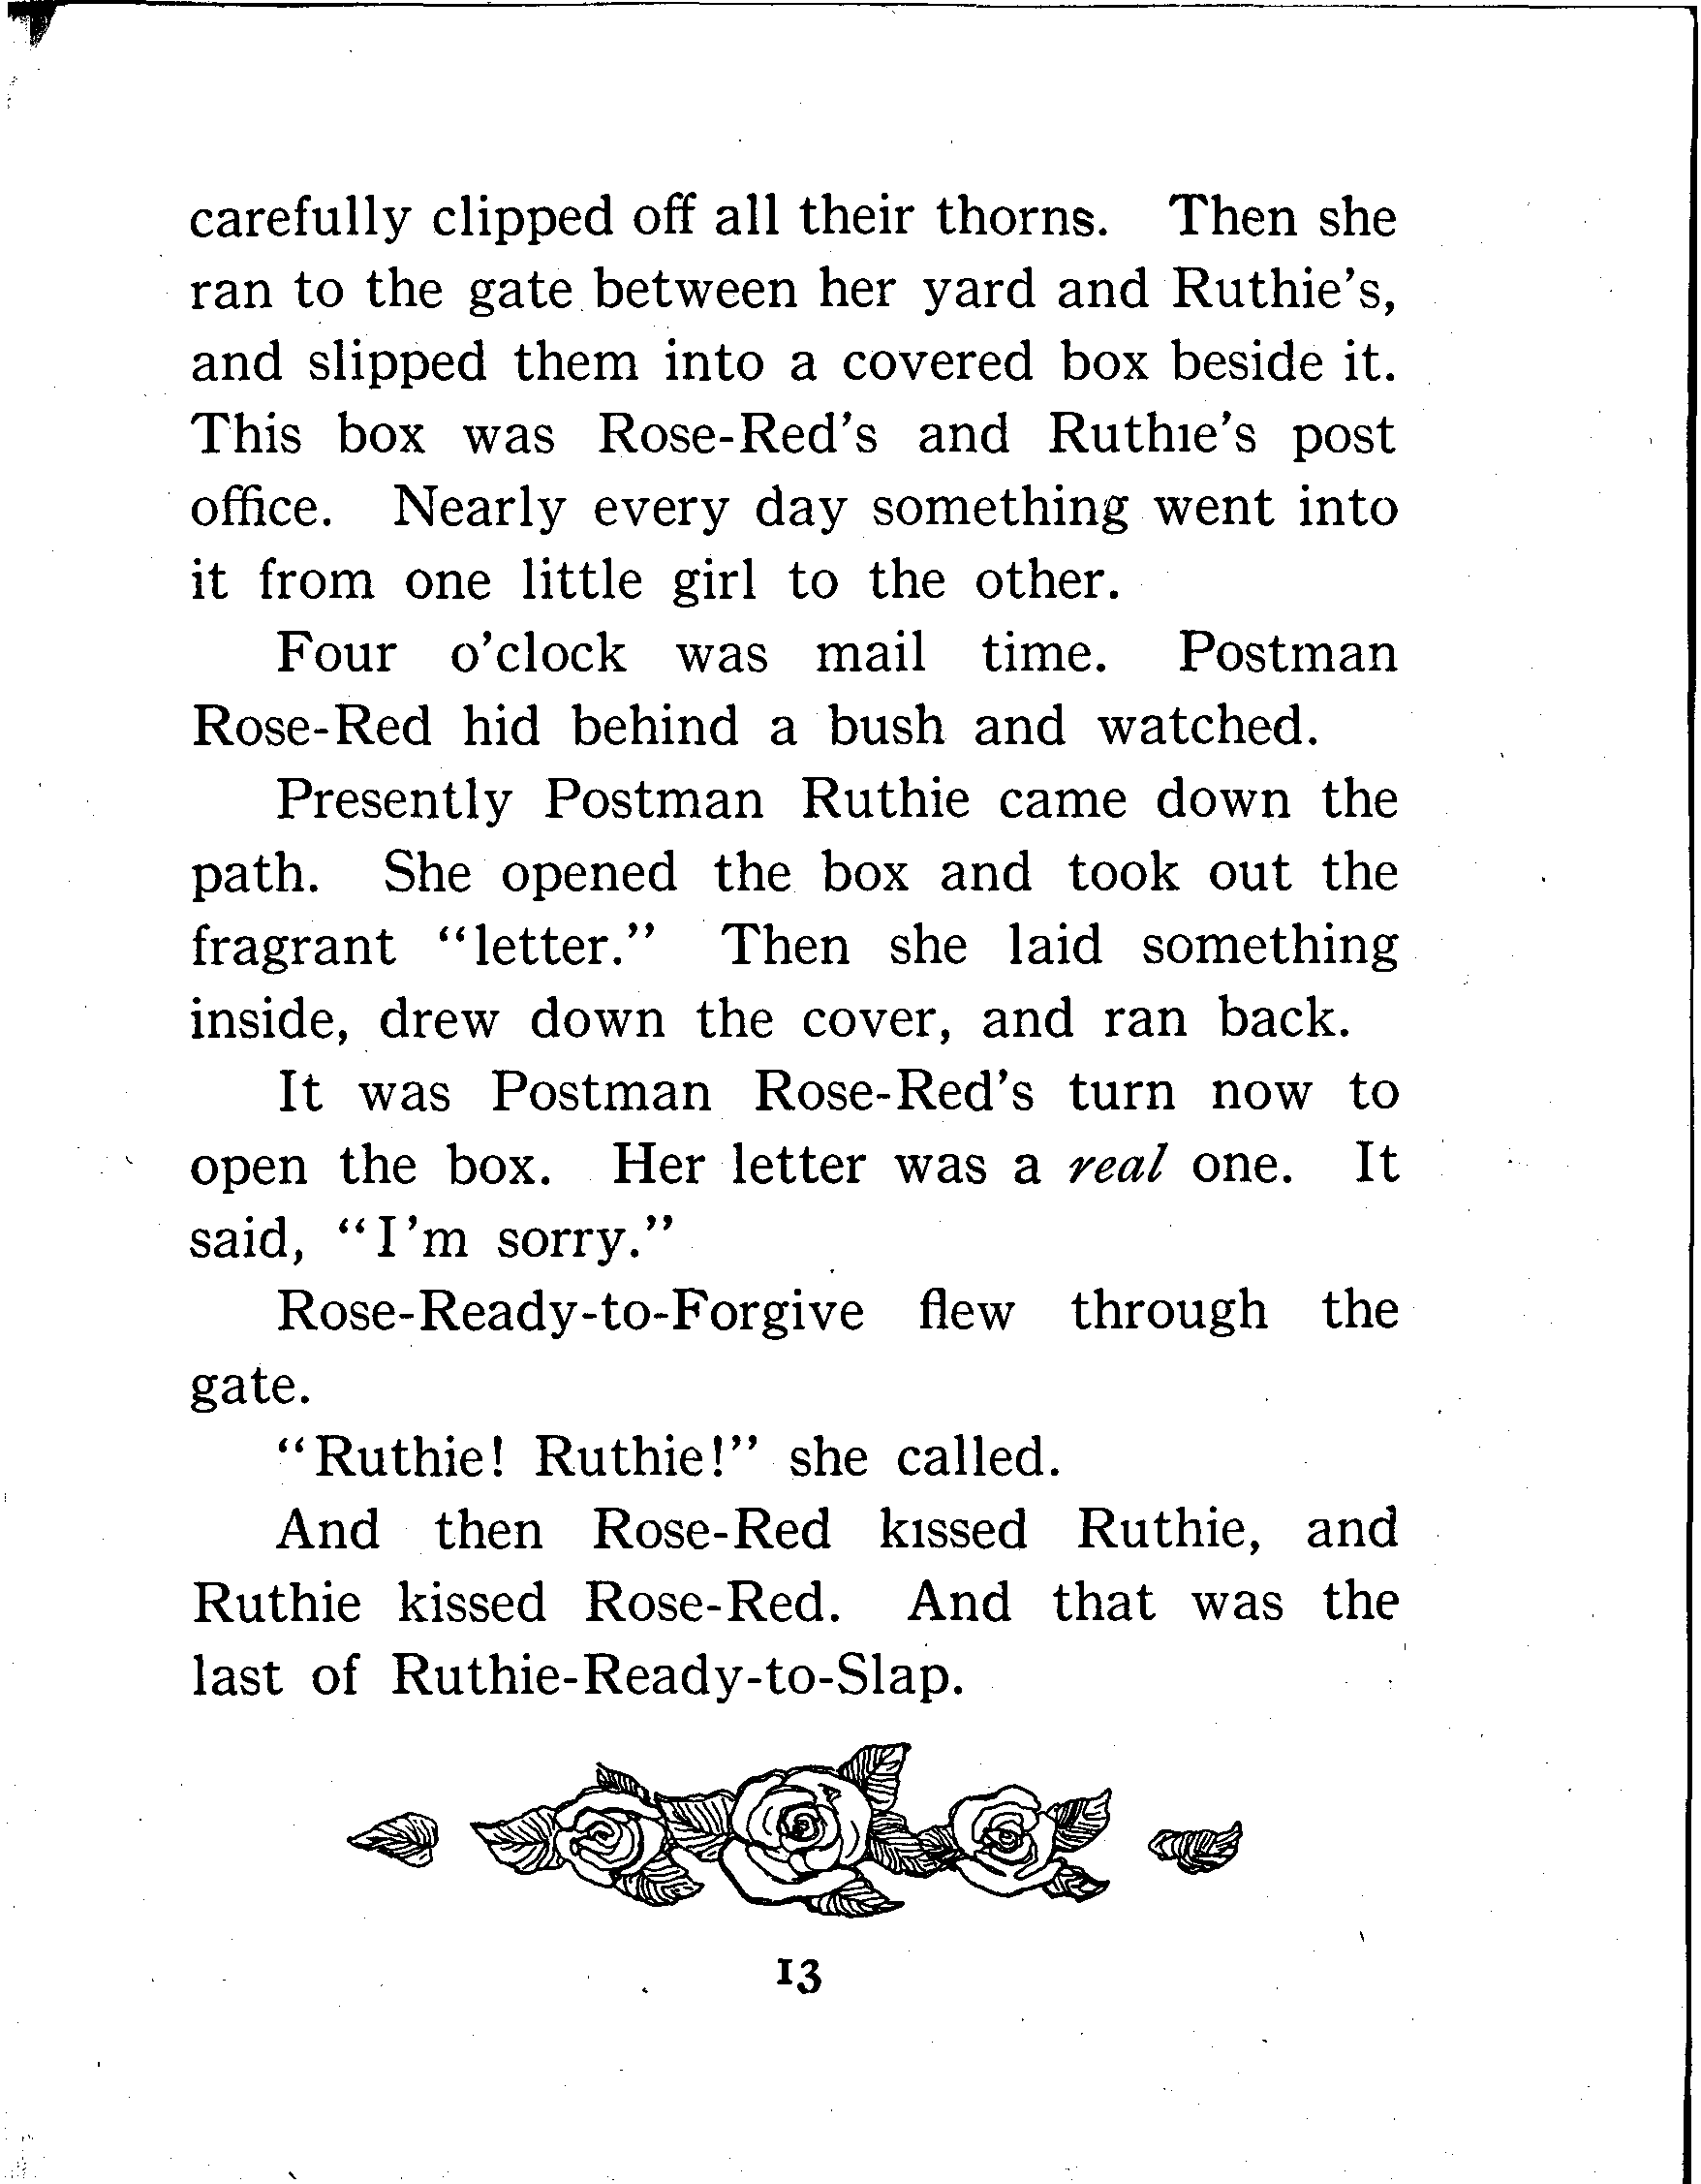 carefully clipped off all their thorns. Then she
ran to the gate between her yard and Ruthie's,
and slipped them into a covered box beside it.
This box was Rose-Red's and Ruthie's post
office. Nearly every day something went into
it from one little girl to the other.
Four o'clock was mail time. Postman
Rose-Red hid behind a bush and watched.
Presently Postman Ruthie came down the
path. She opened the box and took out the
fragrant “letter.” Then she laid something
inside, drew down the cover, and ran back.
It was Postman Rose-Red's turn now to
open the box. Her letter was a real one. It
said, “I'm sorry.”
Rose-Ready-to-Forgive flew through the
gate.
“Ruthie! Ruthie!” she called.
And then Rose-Red kissed Ruthie, and
Ruthie kissed Rose-Red. And that was the
last of Ruthie-Ready-to-Slap.
13